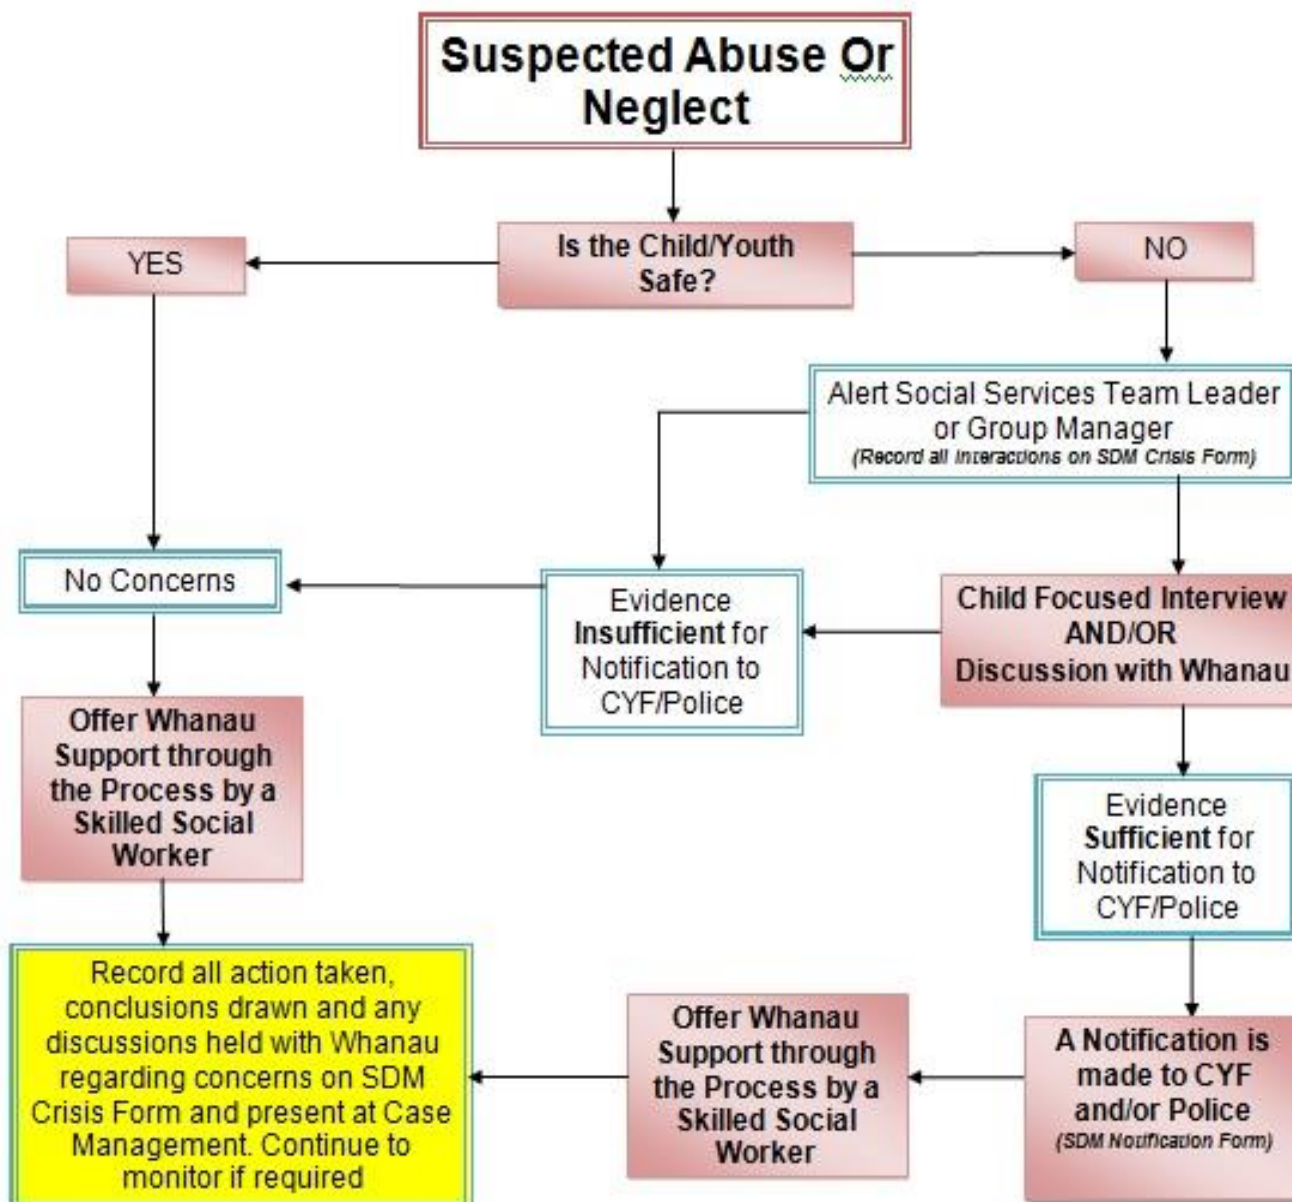 Suspected Abuse Or
Neglect
Is the Child/Youth
Safe?
YES
NO
Alert Social Services Team Leader
or Group Manager
(Record all interactions on SDM Crisis Form)
No Concerns
Evidence
Insufficient for
Notification to
CYF/Police
Child Focused Interview
AND/OR
Discussion with Whanau
Offer Whanau
Support through
the Process by a
Skilled Social
Worker
Evidence
Sufficient for
Notification to
CYF/Police
Record all action taken,
conclusions drawn and any
discussions held with Whanau
regarding concerns on SDM
Crisis Form and present at Case
Management. Continue to
monitor if required
Offer Whanau
Support through
the Process by a
Skilled Social
Worker
A Notification is
made to CYF
and/or Police
(SDM Notification Form)